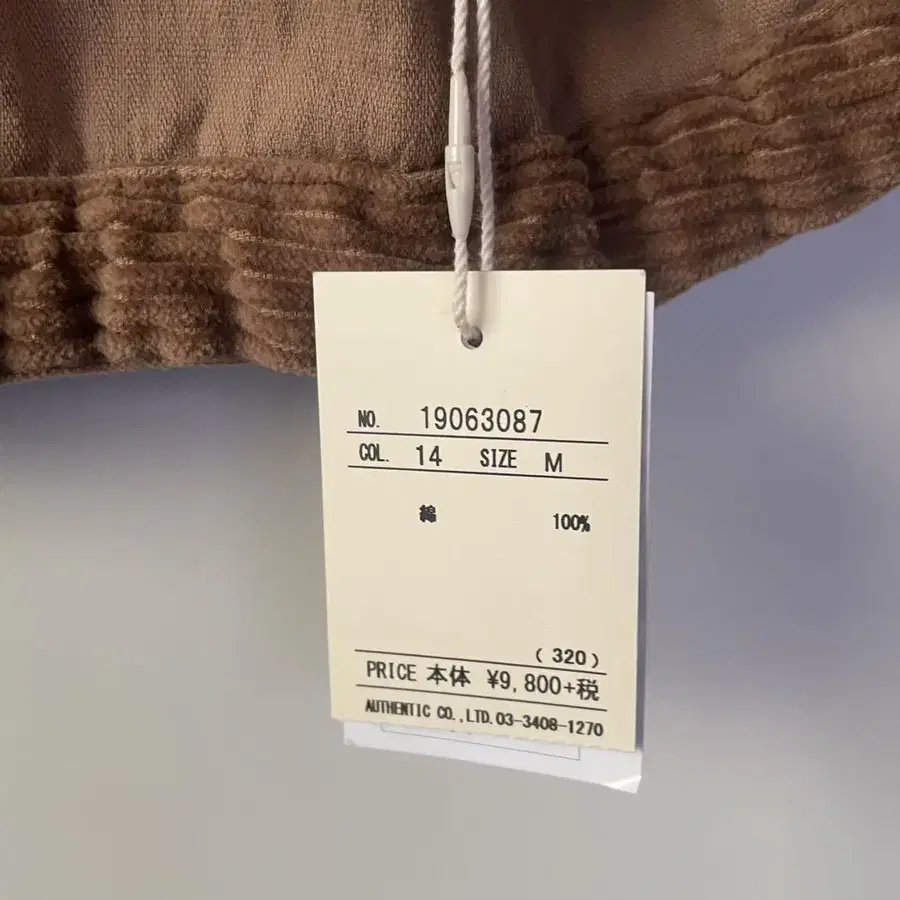 NO. 19063087
COL. 14 SIZE M
綿 100%
( 320 )
PRICE 本体 ¥9,800+税
AUTHENTIC CO.,LTD. 03-3408-1270